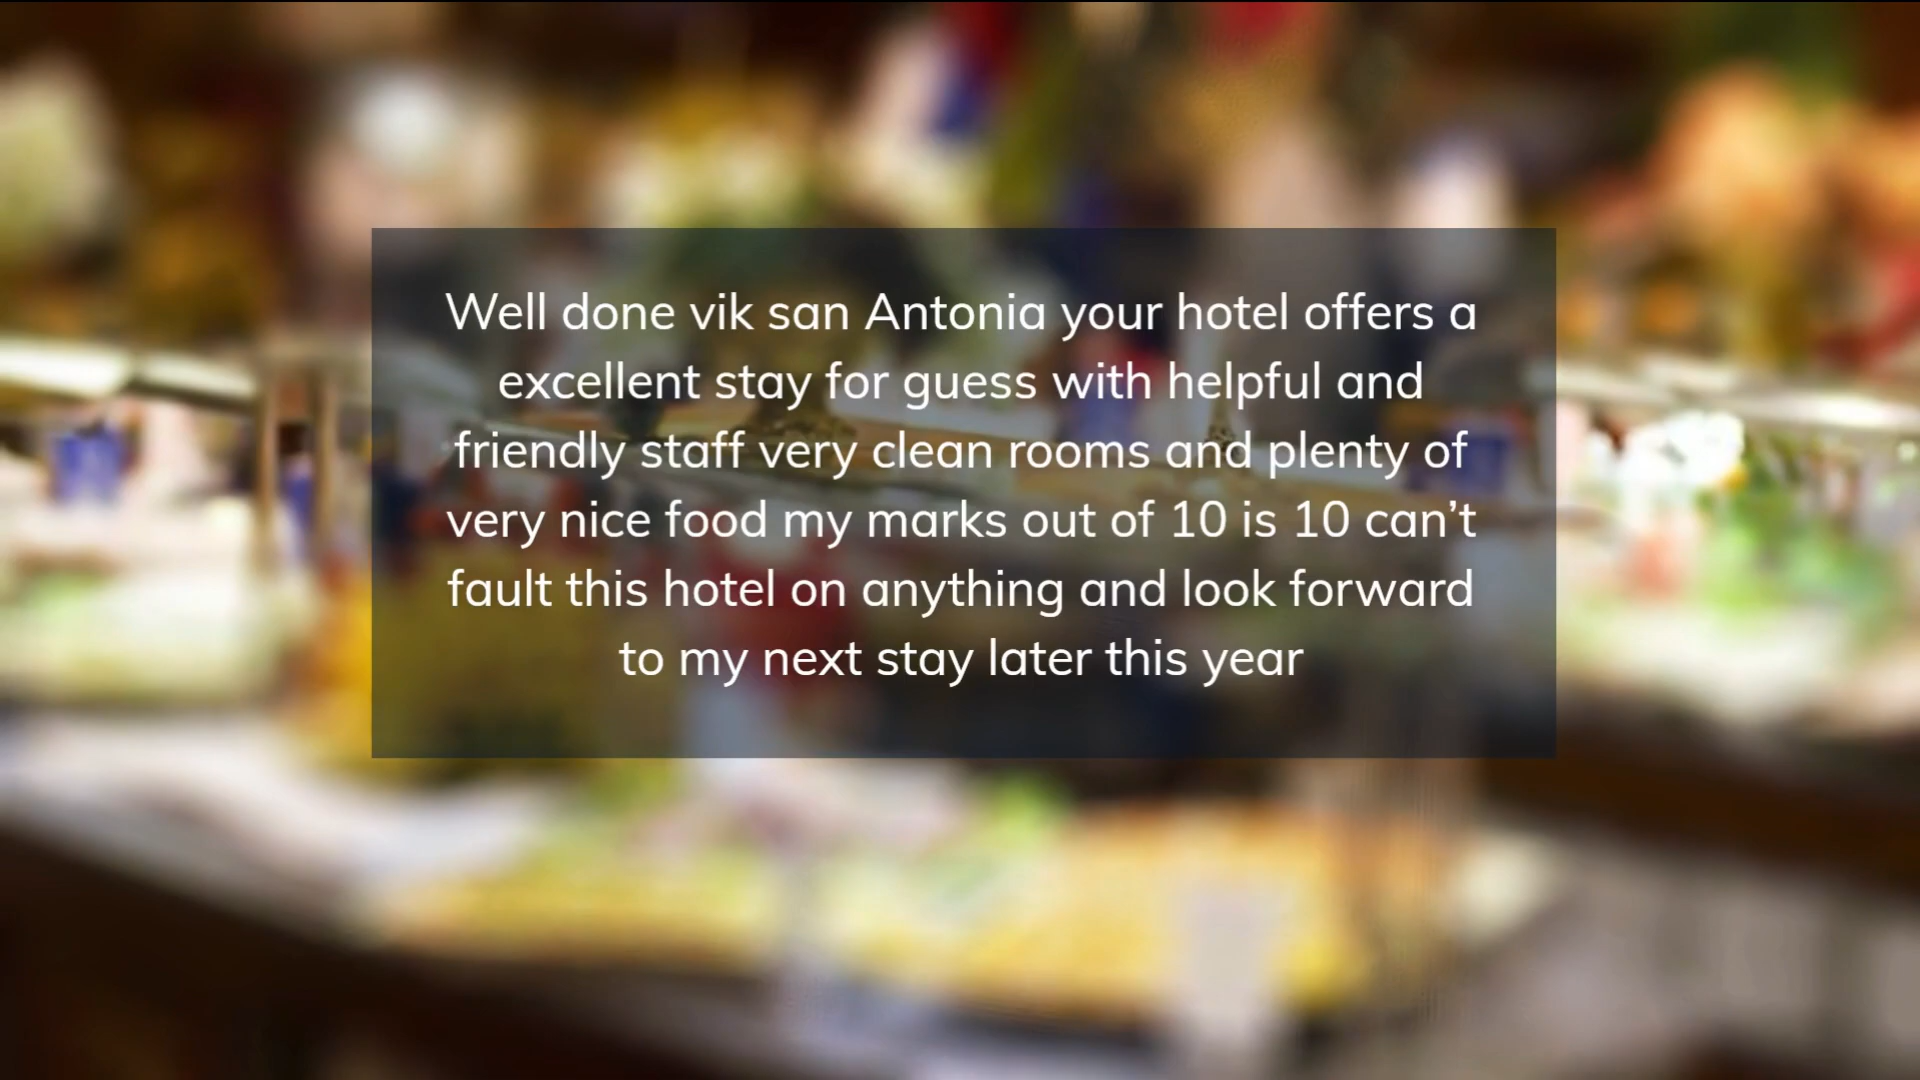 Well done vik san Antonia your hotel offers a
excellent stay for guess with helpful and
friendly staff very clean rooms and plenty of
very nice food my marks out of 10 is 10 can’t
fault this hotel on anything and look forward
to my next stay later this year